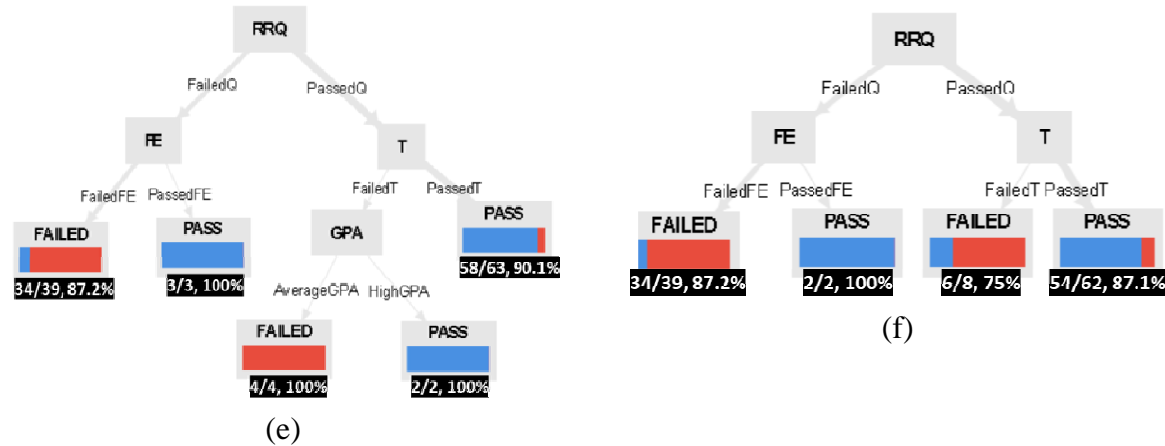 RRQ
FailedQ
PassedQ
FE
T
FailedFE
PassedFE
FailedT
PassedT
FAILED
34/39, 87.2%
PASS
3/3, 100%
GPA
PASS
58/63, 90.1%
AverageGPA
HighGPA
FAILED
4/4, 100%
PASS
2/2, 100%
(e)
RRQ
FailedQ
PassedQ
FE
T
FailedFE
PassedFE
FailedT
PassedT
FAILED
34/39, 87.2%
PASS
2/2, 100%
FAILED
6/8, 75%
PASS
54/62, 87.1%
(f)